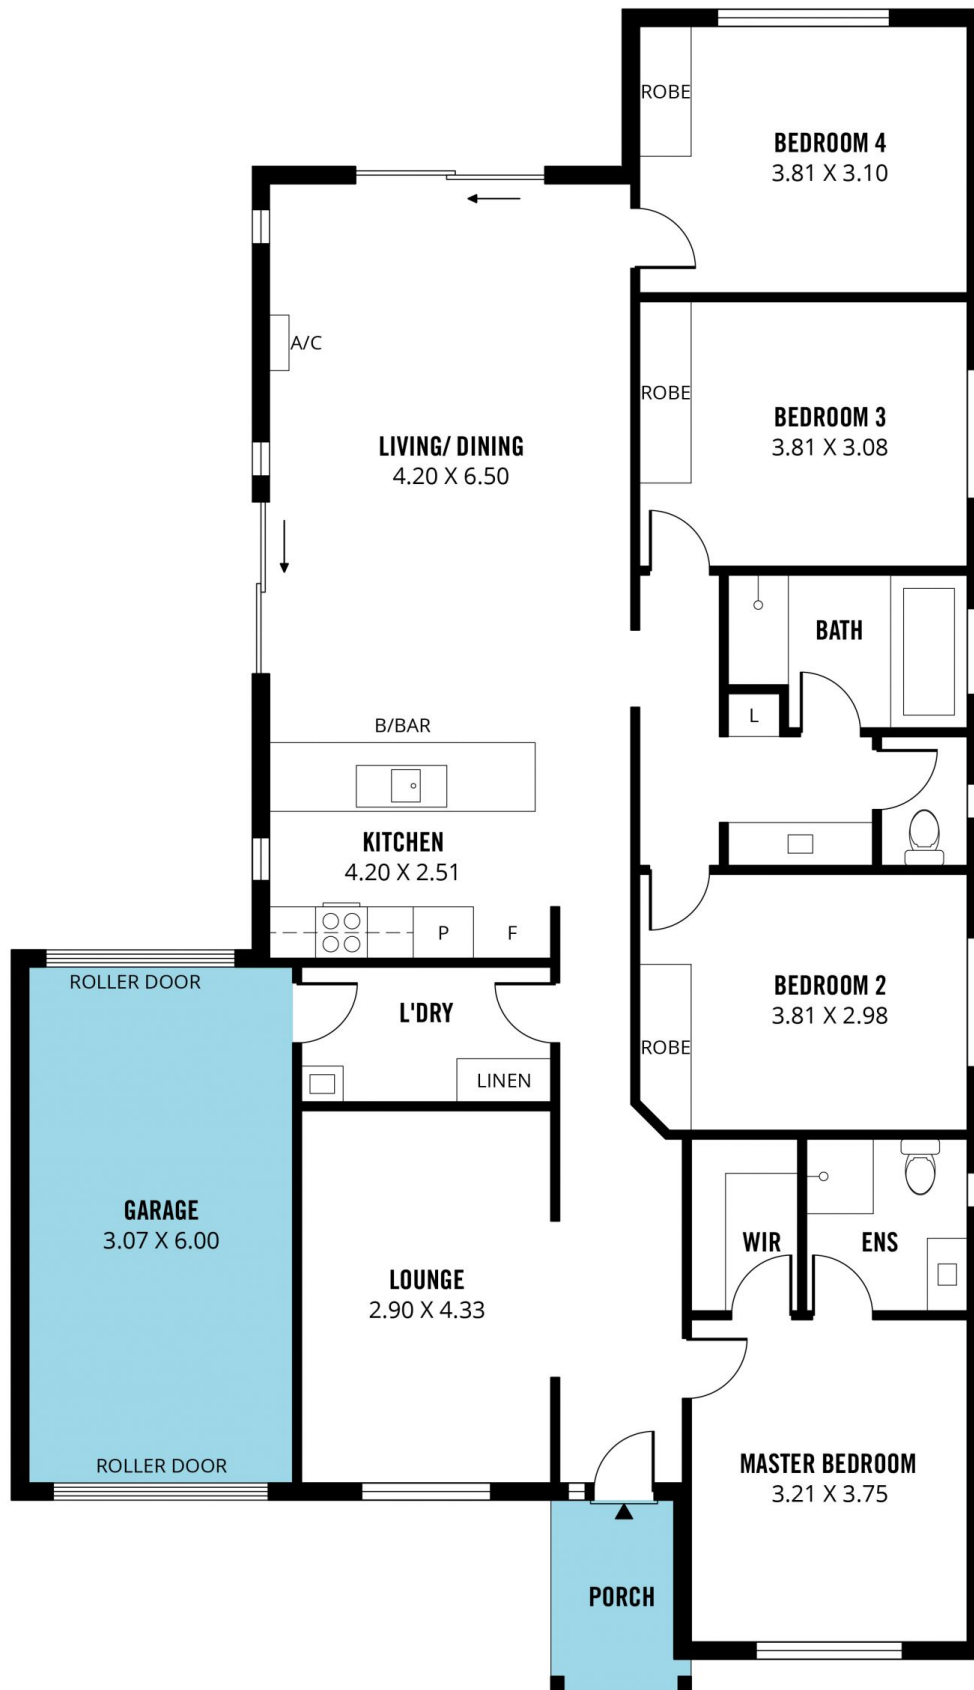 ROBE
BEDROOM 4
3.81 X 3.10
A/C
ROBE
BEDROOM 3
3.81 X 3.08
LIVING/ DINING
4.20 X 6.50
BATH
L
B/BAR
KITCHEN
4.20 X 2.51
P
F
ROLLER DOOR
L'DRY
LINEN
BEDROOM 2
3.81 X 2.98
ROBE
GARAGE
3.07 X 6.00
WIR
ENS
LOUNGE
2.90 X 4.33
ROLLER DOOR
MASTER BEDROOM
3.21 X 3.75
PORCH